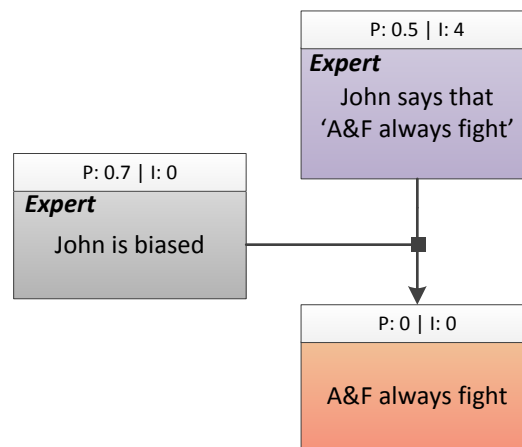 P: 0.5 | I: 4
Expert
John says that
‘A&F always fight’
P: 0.7 | I: 0
Expert
John is biased
P: 0 | I: 0
A&F always fight